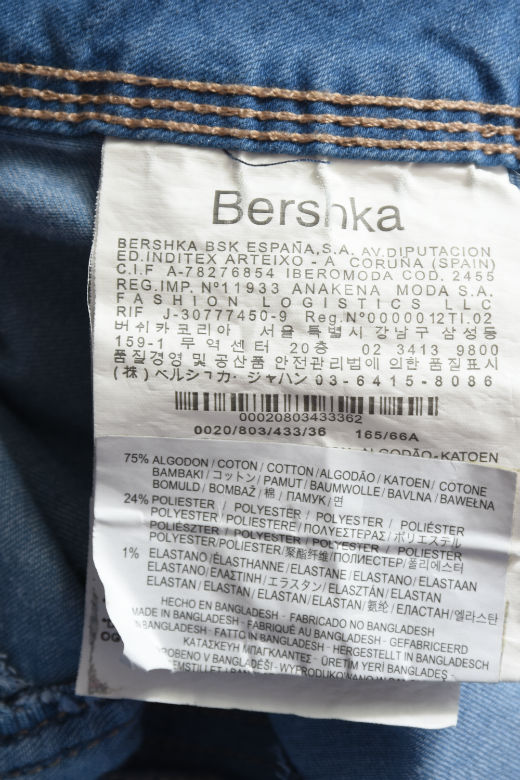 Bershka
BERSHKA BSK ESPAÑA,S.A. AV.DIPUTACION
ED.INDITEX ARTEIXO - A CORUÑA (SPAIN)
C.I.F A-78276854 IBEROMODA COD. 2455
REG.IMP. Nº11933 ANAKENA MODA S.A.
FASHION LOGISTICS LLC
RIF J-30777450-9 Reg.Nº0000012TI.02
버쉬카코리아 서울특별시 강남구 삼성동
159-1 무역센터 20층 02 3413 9800
품질경영 및 공산품 안전관리법에 의한 품질표시
(株) ベルシュカ·ジャパン 03-6415-8086
00020803433362
0020/803/433/36 165/66A
ALGODÃO·KATOEN
75% ALGODON / COTON / COTTON / ALGODÃO / KATOEN / COTONE
BAMBAKI / コットン / PAMUT / BAUMWOLLE / BAVLNA / BAWEŁNA
BOMULD / BOMBAŽ / 棉 / ПАМУК / 면
24% POLIESTER / POLYESTER / POLYESTER / POLIÉSTER
POLYESTER / POLIESTERE / ΠΟΛΥΕΣΤΕΡΑΣ / ポリエステル
POLIÉSZTER / POLYESTER / POLYESTER / POLYESTER
POLYESTER/POLIESTER/聚酯纤维/ПОЛИЕСТЕР/폴리에스터
1% ELASTANO / ÉLASTHANNE / ELASTANE / ELASTANO / ELASTAAN
ELASTANO / ΕΛΑΣΤΙΝΗ / エラスタン / ELASZTÁN / ELASTAN
ELASTAN / ELASTAN / ELASTAN / ELASTAN / 氨纶 / ЕЛАСТАН / 엘라스탄
HECHO EN BANGLADESH - FABRICADO NO BANGLADESH
MADE IN BANGLADESH - FABRIQUÉ AU BANGLADESH
IN BANGLADESH - FATTO IN BANGLADESH - GEFABRICEERD
ΚΑΤΑΣΚΕΥΗ ΜΠΑΓΚΛΑΝΤΕΣ - HERGESTELLT IN BANGLADESCH
V BANGLADÉŠI - ÜRETİM YERİ BANGLADEŞ -